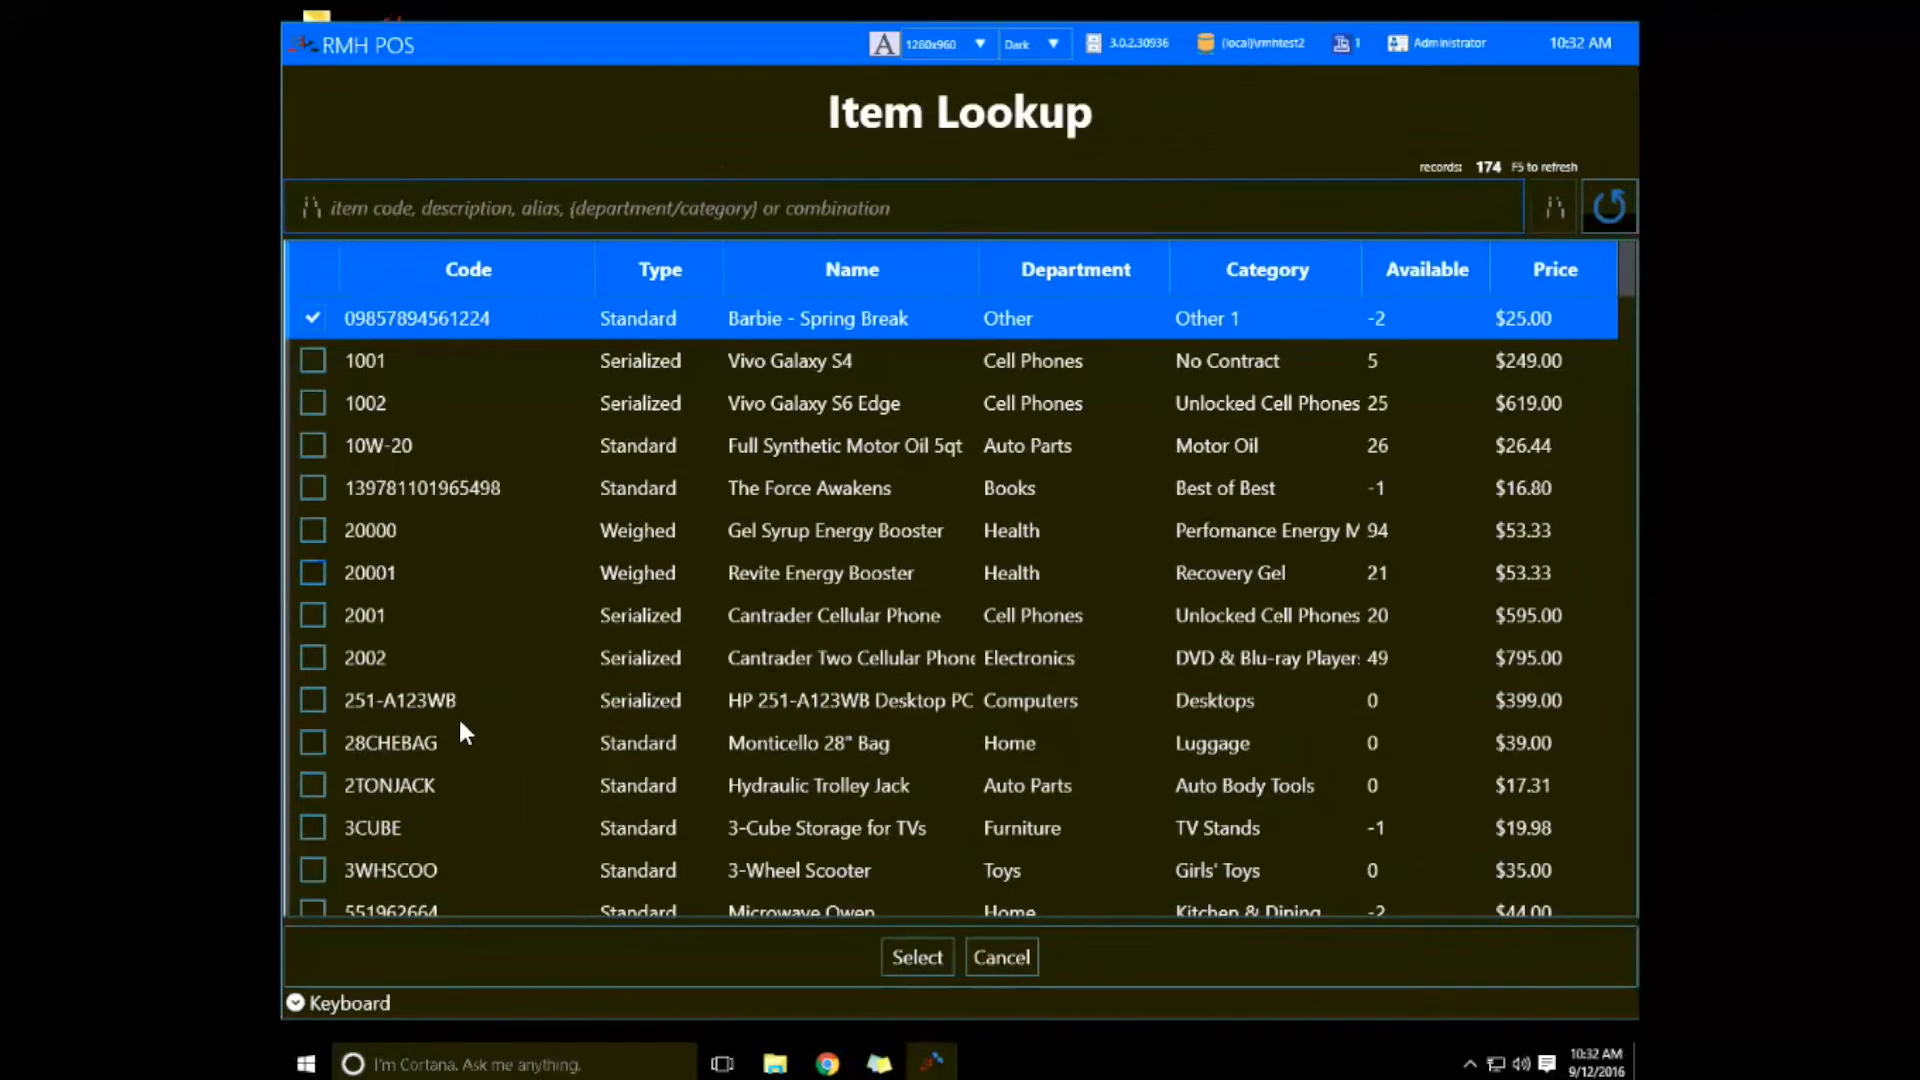 RMH POS A 1280x960 Dark 3.0.2.30936 (local)\rmhtest2 1 Administrator 10:32 AM
Item Lookup
records: 174 F5 to refresh
item code, description, alias, {department/category} or combination
Code Type Name Department Category Available Price
09857894561224 Standard Barbie - Spring Break Other Other 1 -2 $25.00
1001 Serialized Vivo Galaxy S4 Cell Phones No Contract 5 $249.00
1002 Serialized Vivo Galaxy S6 Edge Cell Phones Unlocked Cell Phones 25 $619.00
10W-20 Standard Full Synthetic Motor Oil 5qt Auto Parts Motor Oil 26 $26.44
139781101965498 Standard The Force Awakens Books Best of Best -1 $16.80
20000 Weighed Gel Syrup Energy Booster Health Perfomance Energy M 94 $53.33
20001 Weighed Revite Energy Booster Health Recovery Gel 21 $53.33
2001 Serialized Cantrader Cellular Phone Cell Phones Unlocked Cell Phones 20 $595.00
2002 Serialized Cantrader Two Cellular Phone Electronics DVD & Blu-ray Player: 49 $795.00
251-A123WB Serialized HP 251-A123WB Desktop PC Computers Desktops 0 $399.00
28CHEBAG Standard Monticello 28" Bag Home Luggage 0 $39.00
2TONJACK Standard Hydraulic Trolley Jack Auto Parts Auto Body Tools 0 $17.31
3CUBE Standard 3-Cube Storage for TVs Furniture TV Stands -1 $19.98
3WHSCOO Standard 3-Wheel Scooter Toys Girls' Toys 0 $35.00
551962664 Standard Microwave Owen Home Kitchen & Dining -2 $44.00
Select Cancel
Keyboard
I'm Cortana. Ask me anything. 10:32 AM
9/12/2016